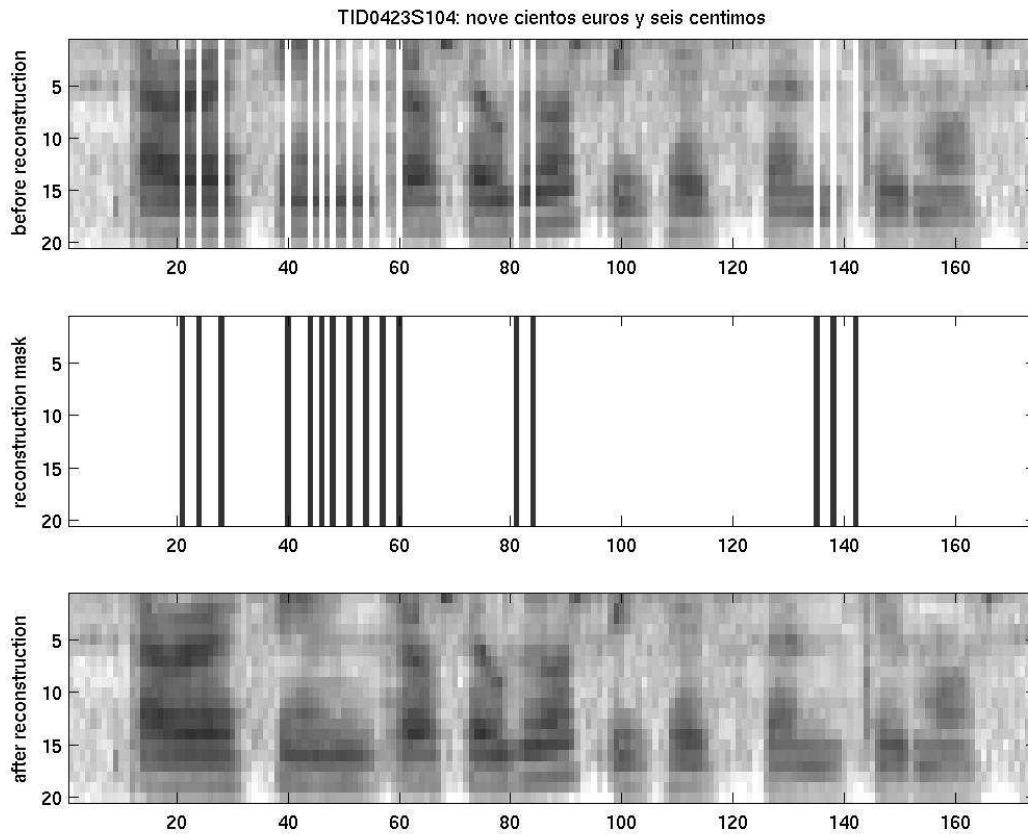 TID0423S104: nove cientos euros y seis centimos
before reconstruction
5
10
15
20
20 40 60 80 100 120 140 160
reconstruction mask
5
10
15
20
20 40 60 80 100 120 140 160
after reconstruction
5
10
15
20
20 40 60 80 100 120 140 160